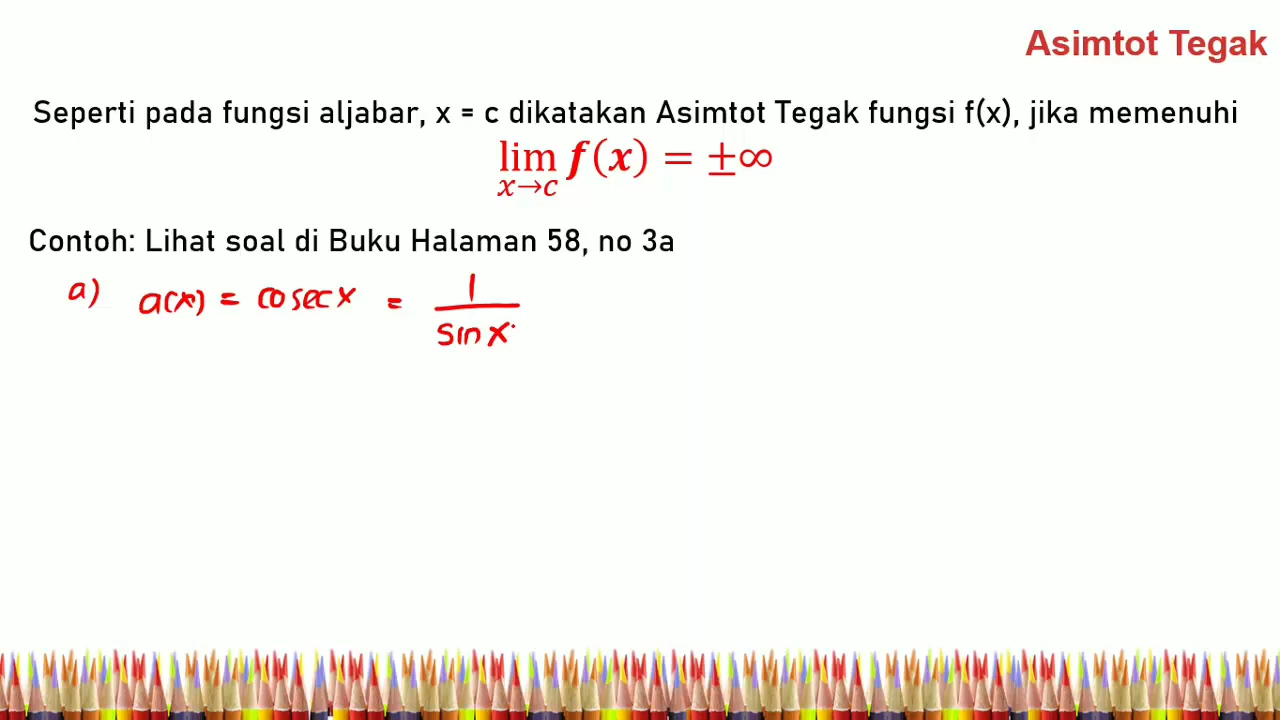 Asimtot Tegak
Seperti pada fungsi aljabar, x = c dikatakan Asimtot Tegak fungsi f(x), jika memenuhi
lim x→c f(x) = ±∞
Contoh: Lihat soal di Buku Halaman 58, no 3a
a) a(x) = cosec x = 1 / sin x